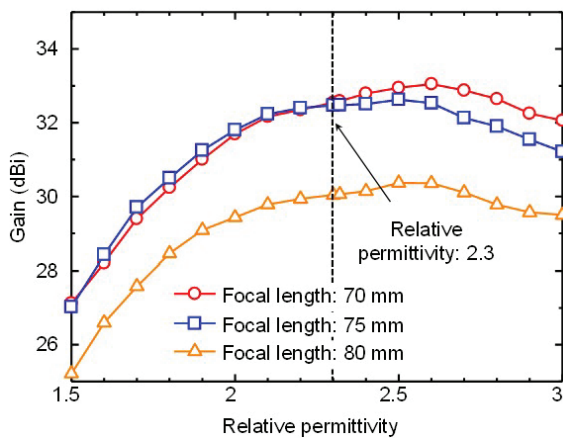 34
32
30
28
26
Gain (dBi)
Relative
permittivity: 2.3
Focal length: 70 mm
Focal length: 75 mm
Focal length: 80 mm
1.5 2 2.5 3
Relative permittivity